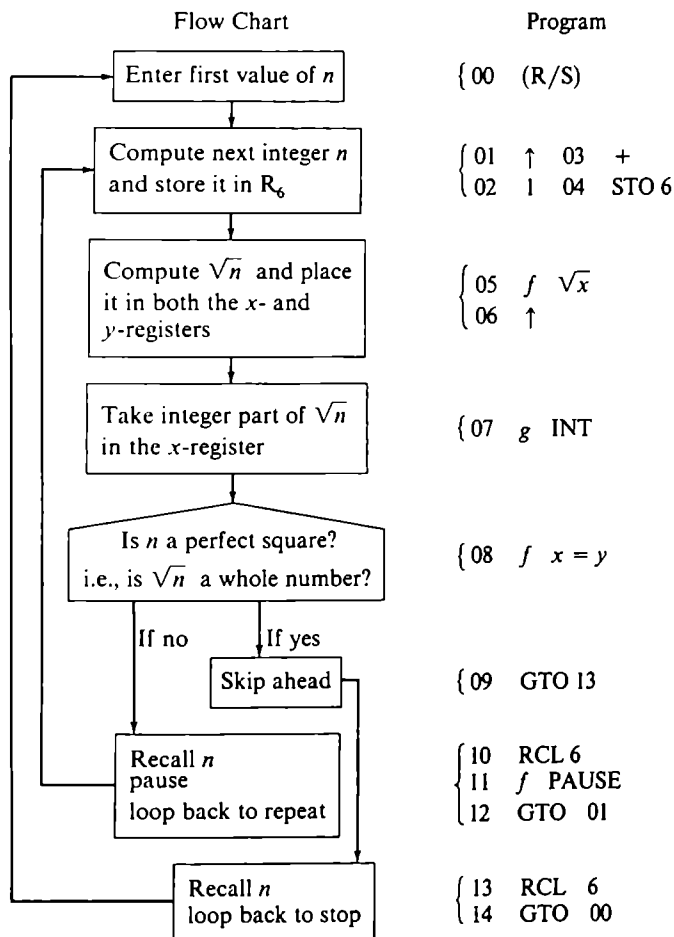 Flow Chart Program
Enter first value of n { 00 (R/S)
Compute next integer n { 01 ↑ 03 +
and store it in R₆ 02 1 04 STO 6
Compute √n and place { 05 f √x
it in both the x- and 06 ↑
y-registers
Take integer part of √n { 07 g INT
in the x-register
Is n a perfect square? { 08 f x = y
i.e., is √n a whole number?
If no If yes
Skip ahead { 09 GTO 13
Recall n { 10 RCL 6
pause 11 f PAUSE
loop back to repeat 12 GTO 01
Recall n { 13 RCL 6
loop back to stop 14 GTO 00